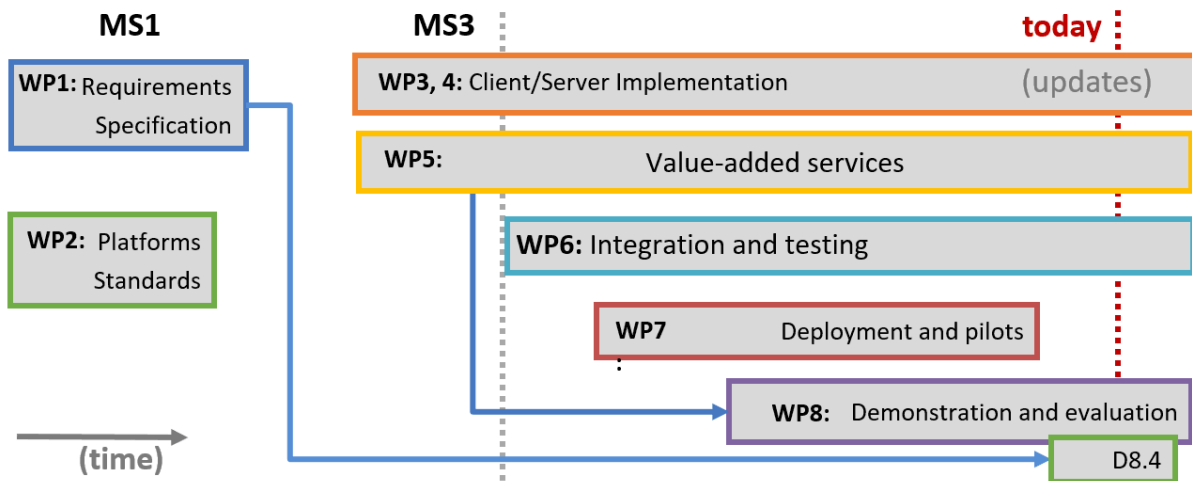 MS1
MS3
today
WP1: Requirements
Specification
WP3, 4: Client/Server Implementation
(updates)
WP5: Value-added services
WP2: Platforms
Standards
WP6: Integration and testing
WP7 Deployment and pilots
:
WP8: Demonstration and evaluation
(time)
D8.4